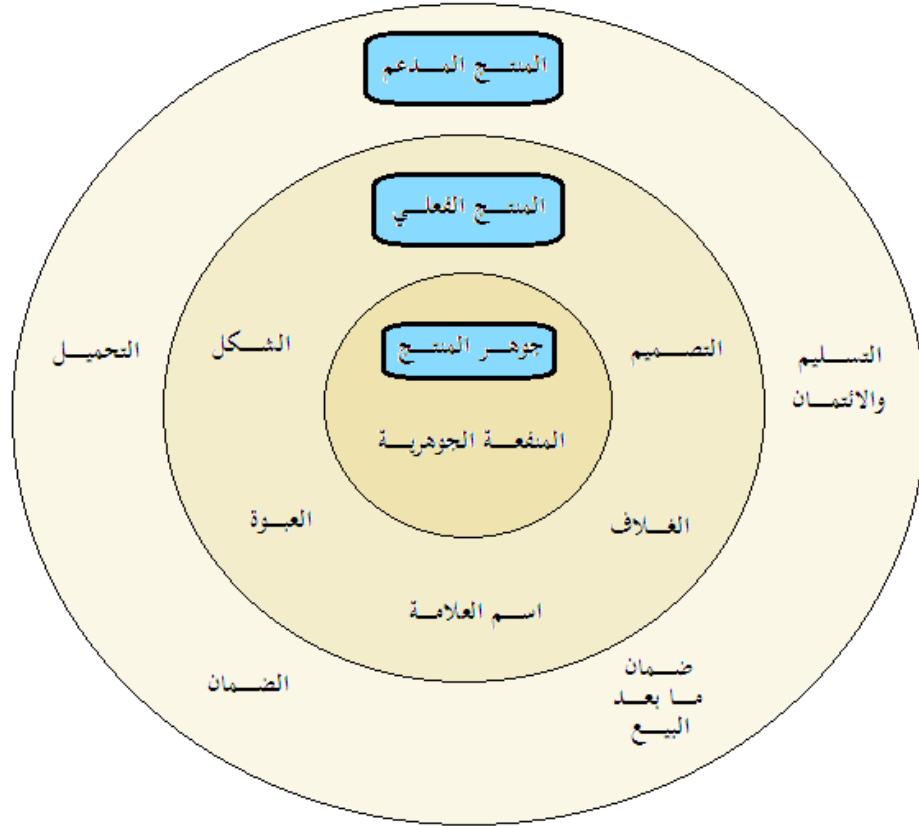 المنتج المدعم
المنتج الفعلي
جوهر المنتج
التصميم
الشكل
التسليم
والائتمان
التحميل
المنفعة الجوهرية
الغلاف
العبوة
اسم العلامة
ضمان
ما بعد
البيع
الضمان